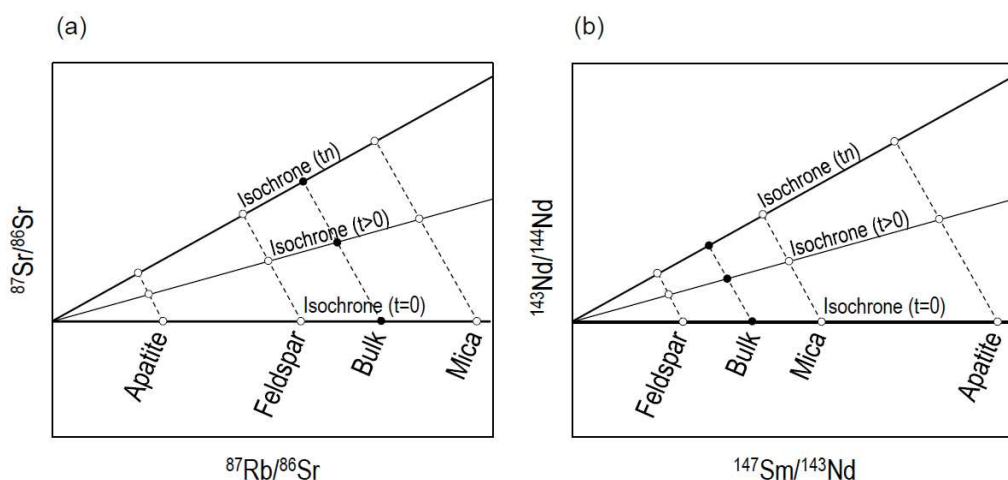 (a)
Isochrone (tn)
Isochrone (t>0)
Isochrone (t=0)
Apatite
Feldspar
Bulk
Mica
⁸⁷Sr/⁸⁶Sr
⁸⁷Rb/⁸⁶Sr
(b)
Isochrone (tn)
Isochrone (t>0)
Isochrone (t=0)
Feldspar
Bulk
Mica
Apatite
¹⁴³Nd/¹⁴⁴Nd
¹⁴⁷Sm/¹⁴³Nd